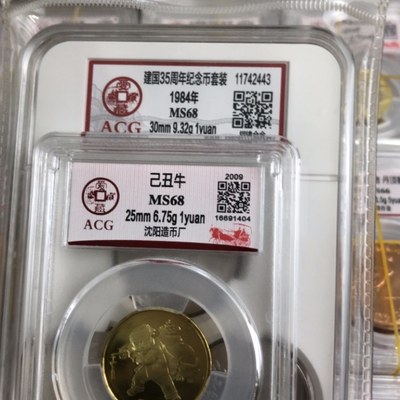 建国35周年纪念币套装 11742443
1984年
MS68
ACG 30mm 9.32g 1yuan
己丑牛 2009
MS68
ACG 25mm 6.75g 1yuan 16691404
沈阳造币厂